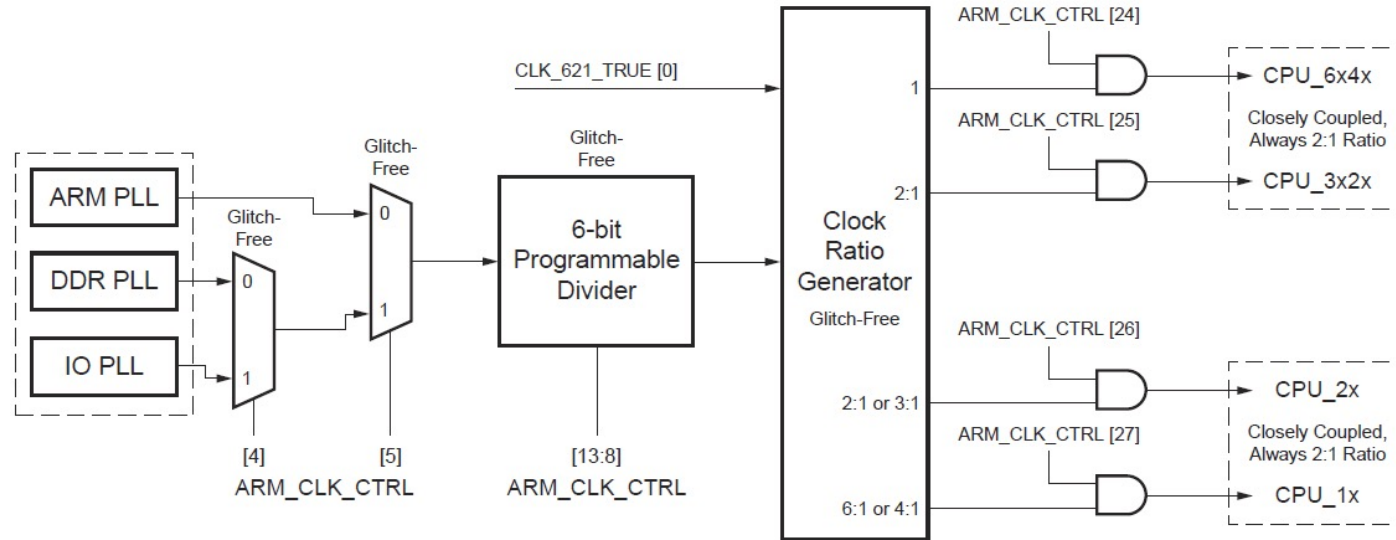 ARM PLL
DDR PLL
IO PLL
Glitch-
Free
0
1
[4]
Glitch-
Free
0
1
[5]
ARM_CLK_CTRL
Glitch-
Free
6-bit
Programmable
Divider
[13:8]
ARM_CLK_CTRL
CLK_621_TRUE [0]
Clock
Ratio
Generator
Glitch-Free
1
2:1
2:1 or 3:1
6:1 or 4:1
ARM_CLK_CTRL [24]
ARM_CLK_CTRL [25]
ARM_CLK_CTRL [26]
ARM_CLK_CTRL [27]
CPU_6x4x
Closely Coupled,
Always 2:1 Ratio
CPU_3x2x
CPU_2x
Closely Coupled,
Always 2:1 Ratio
CPU_1x